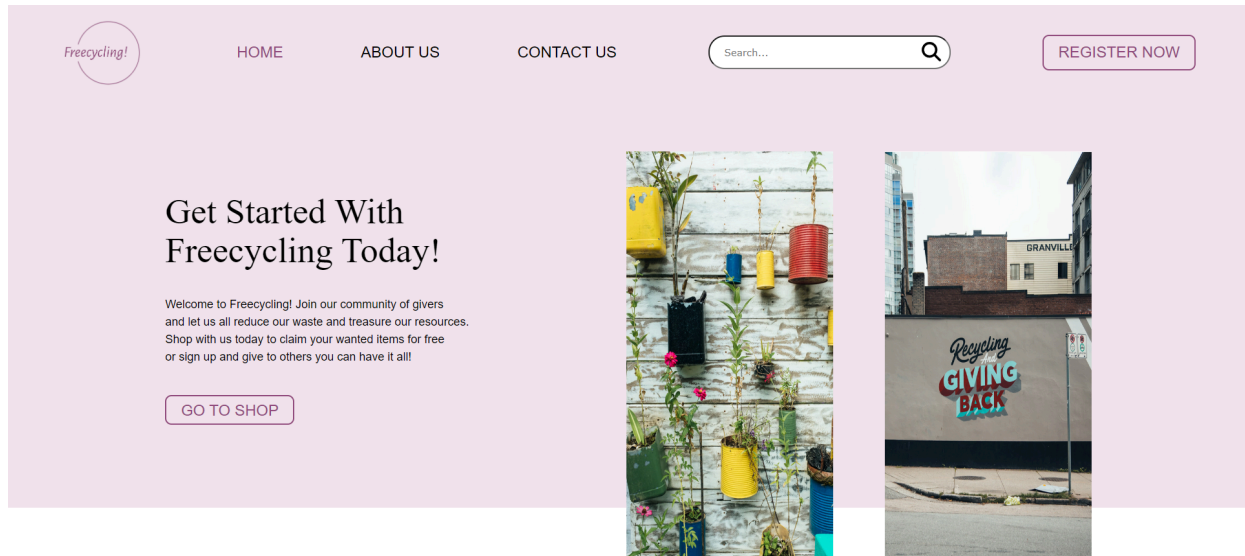 Freecycling!
HOME
ABOUT US
CONTACT US
Search...
REGISTER NOW
Get Started With
Freecycling Today!
Welcome to Freecycling! Join our community of givers
and let us all reduce our waste and treasure our resources.
Shop with us today to claim your wanted items for free
or sign up and give to others you can have it all!
GO TO SHOP
GRANVILL
Recycling
And
GIVING
BACK